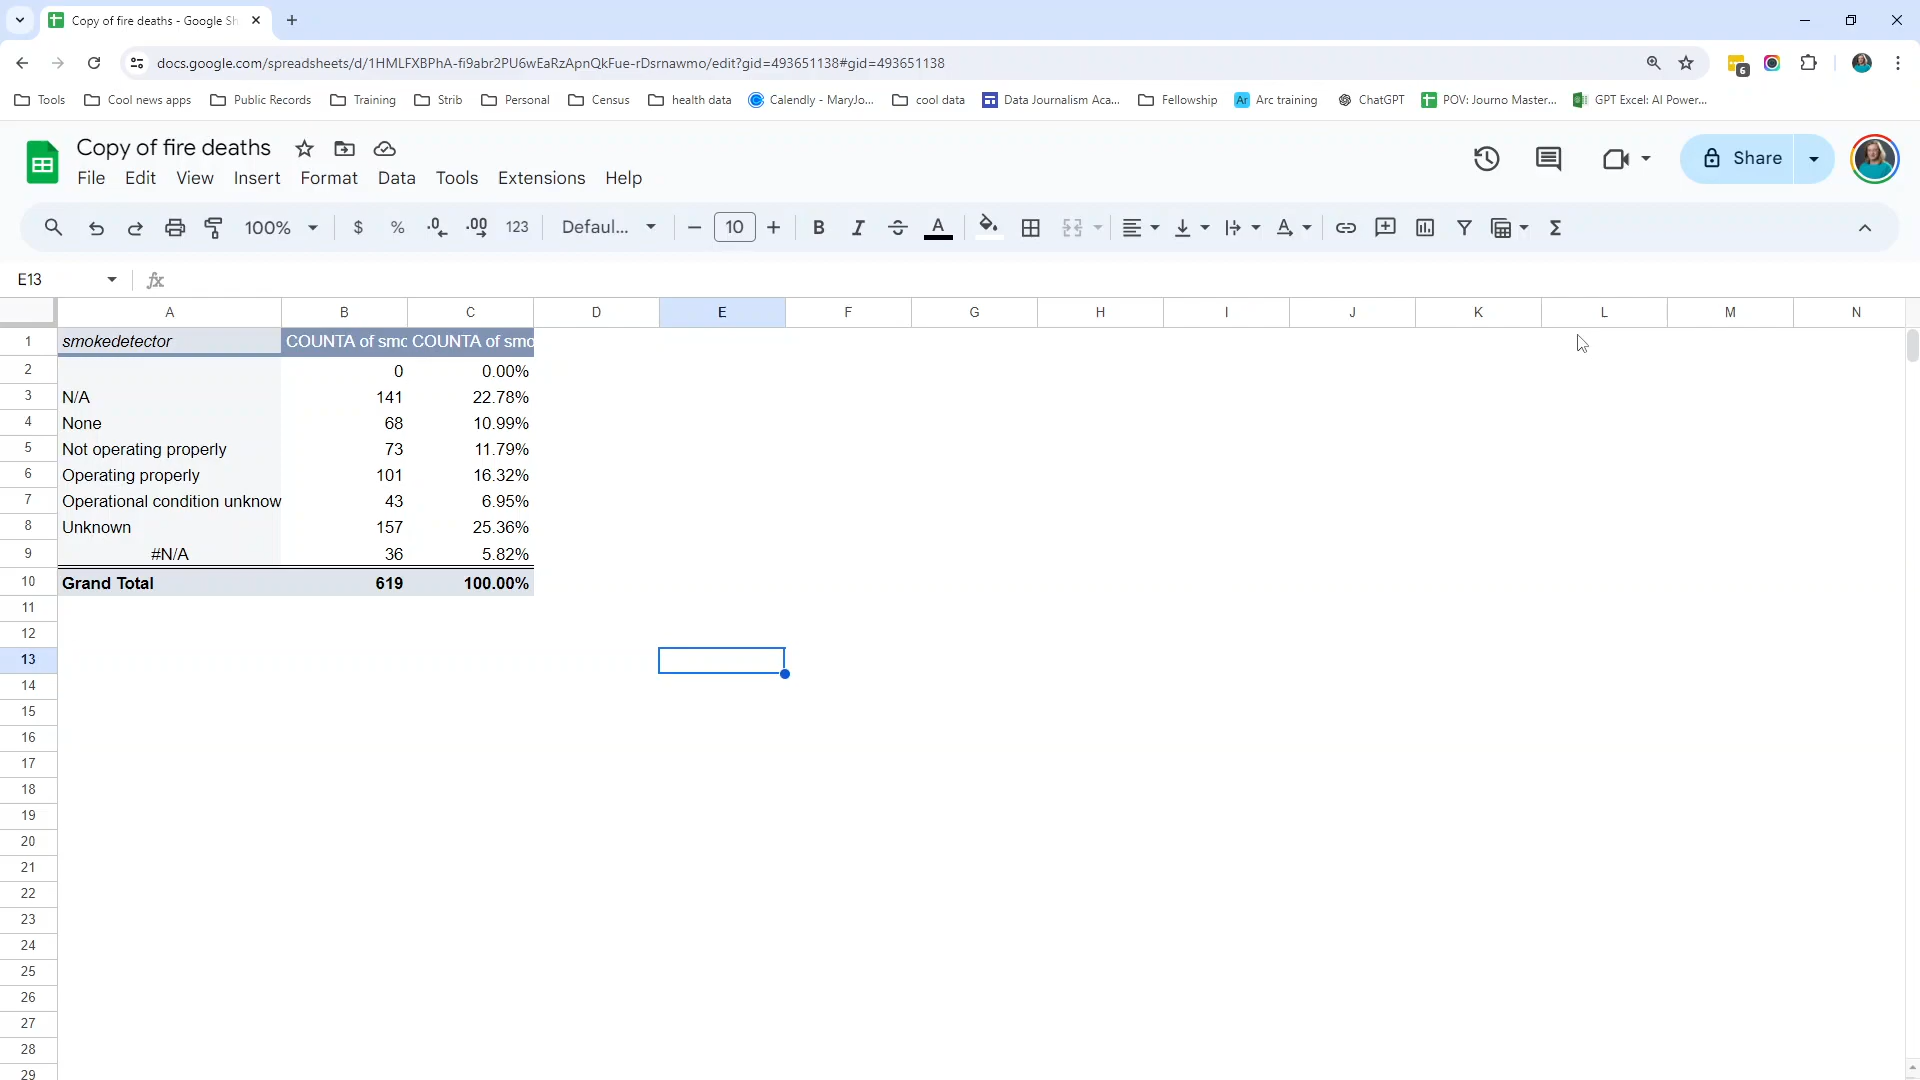 Copy of fire deaths - Google Sh
docs.google.com/spreadsheets/d/1HMLFXBPhA-fi9abr2PU6wEaRzApnQkFue-rDsrnawmo/edit?gid=493651138#gid=493651138
6
Tools Cool news apps Public Records Training Strib Personal Census health data Calendly - MaryJo... cool data Data Journalism Aca... Fellowship Ar Arc training ChatGPT POV: Journo Master... GPT Excel: AI Power...
Copy of fire deaths
Share
File Edit View Insert Format Data Tools Extensions Help
100% $ % .0 .00 123 Defaul... − 10 + B I S A Σ
E13 fx
A B C D E F G H I J K L M N
1 smokedetector COUNTA of smo COUNTA of smo
2 0 0.00%
3 N/A 141 22.78%
4 None 68 10.99%
5 Not operating properly 73 11.79%
6 Operating properly 101 16.32%
7 Operational condition unknow 43 6.95%
8 Unknown 157 25.36%
9 #N/A 36 5.82%
10 Grand Total 619 100.00%
11
12
13
14
15
16
17
18
19
20
21
22
23
24
25
26
27
28
29